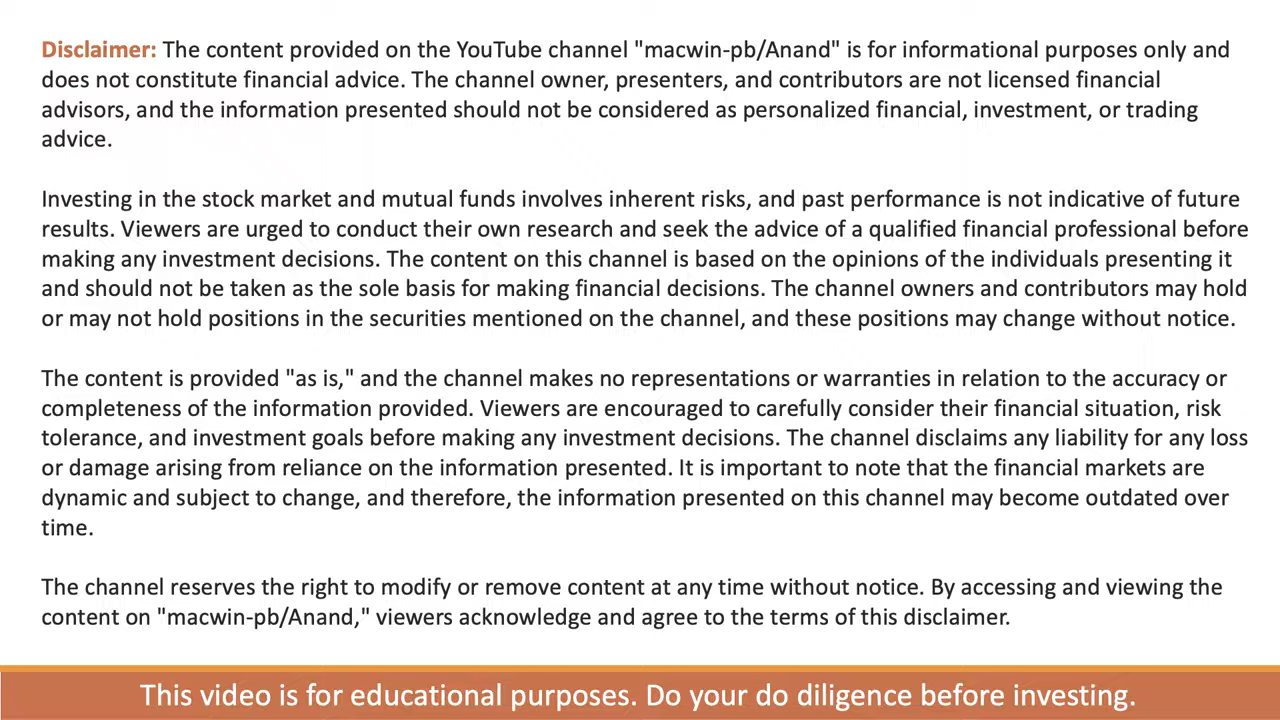 Disclaimer: The content provided on the YouTube channel "macwin-pb/Anand" is for informational purposes only and
does not constitute financial advice. The channel owner, presenters, and contributors are not licensed financial
advisors, and the information presented should not be considered as personalized financial, investment, or trading
advice.
Investing in the stock market and mutual funds involves inherent risks, and past performance is not indicative of future
results. Viewers are urged to conduct their own research and seek the advice of a qualified financial professional before
making any investment decisions. The content on this channel is based on the opinions of the individuals presenting it
and should not be taken as the sole basis for making financial decisions. The channel owners and contributors may hold
or may not hold positions in the securities mentioned on the channel, and these positions may change without notice.
The content is provided "as is," and the channel makes no representations or warranties in relation to the accuracy or
completeness of the information provided. Viewers are encouraged to carefully consider their financial situation, risk
tolerance, and investment goals before making any investment decisions. The channel disclaims any liability for any loss
or damage arising from reliance on the information presented. It is important to note that the financial markets are
dynamic and subject to change, and therefore, the information presented on this channel may become outdated over
time.
The channel reserves the right to modify or remove content at any time without notice. By accessing and viewing the
content on "macwin-pb/Anand," viewers acknowledge and agree to the terms of this disclaimer.
This video is for educational purposes. Do your do diligence before investing.